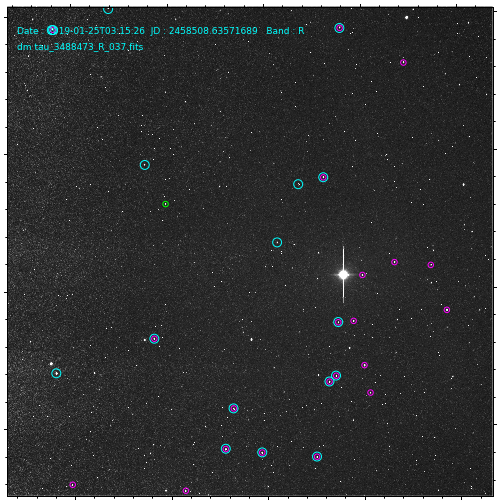 Date : 2019-01-25T03:15:26 JD : 2458508.63571689 Band : R
dm tau_3488473_R_037.fits